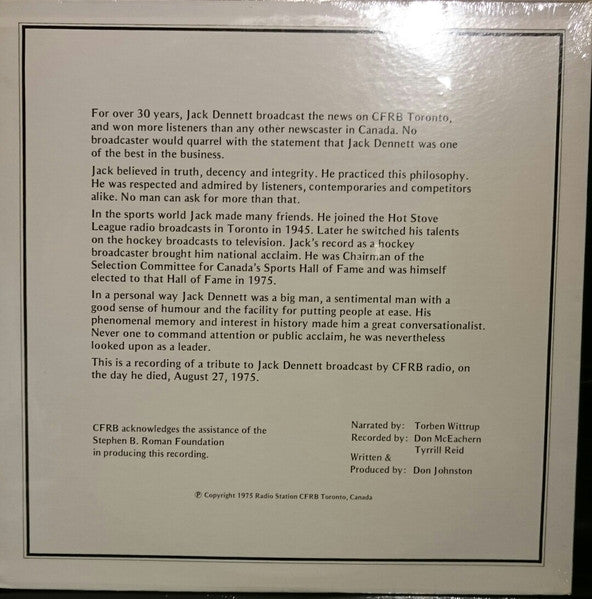 For over 30 years, Jack Dennett broadcast the news on CFRB Toronto,
and won more listeners than any other newscaster in Canada. No
broadcaster would quarrel with the statement that Jack Dennett was one
of the best in the business.
Jack believed in truth, decency and integrity. He practiced this philosophy.
He was respected and admired by listeners, contemporaries and competitors
alike. No man can ask for more than that.
In the sports world Jack made many friends. He joined the Hot Stove
League radio broadcasts in Toronto in 1945. Later he switched his talents
on the hockey broadcasts to television. Jack's record as a hockey
broadcaster brought him national acclaim. He was Chairman of the
Selection Committee for Canada's Sports Hall of Fame and was himself
elected to that Hall of Fame in 1975.
In a personal way Jack Dennett was a big man, a sentimental man with a
good sense of humour and the facility for putting people at ease. His
phenomenal memory and interest in history made him a great conversationalist.
Never one to command attention or public acclaim, he was nevertheless
looked upon as a leader.
This is a recording of a tribute to Jack Dennett broadcast by CFRB radio, on
the day he died, August 27, 1975.
CFRB acknowledges the assistance of the
Stephen B. Roman Foundation
in producing this recording.
Narrated by: Torben Wittrup
Recorded by: Don McEachern
Tyrrill Reid
Written &
Produced by: Don Johnston
℗ Copyright 1975 Radio Station CFRB Toronto, Canada